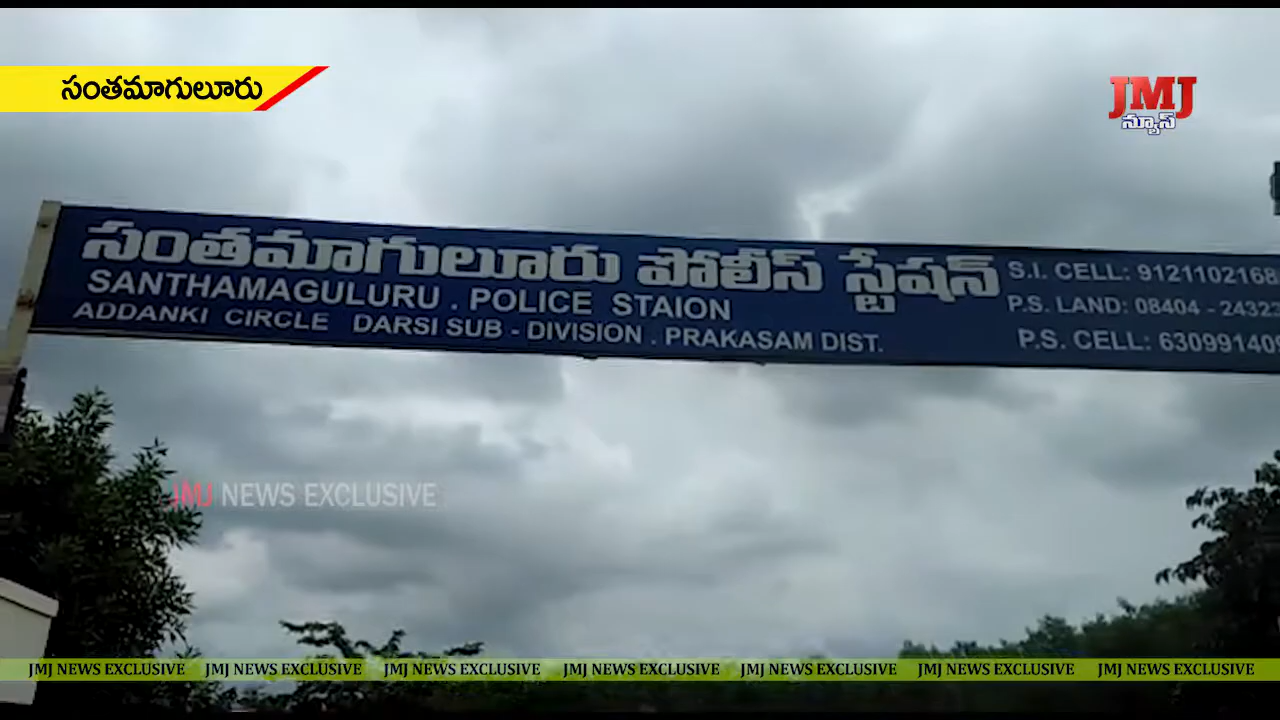 సంతమాగులూరు
JMJ
న్యూస్
సంతమాగులూరు పోలీస్ స్టేషన్
SANTHAMAGULURU . POLICE STAION
ADDANKI CIRCLE DARSI SUB - DIVISION . PRAKASAM DIST.
S.I. CELL: 9121102168
P.S. LAND: 08404 -
P.S. CELL:
JMJ NEWS EXCLUSIVE
JMJ NEWS EXCLUSIVE JMJ NEWS EXCLUSIVE JMJ NEWS EXCLUSIVE JMJ NEWS EXCLUSIVE JMJ NEWS EXCLUSIVE JMJ NEWS EXCLUSIVE JMJ NEWS EXCLUSIVE